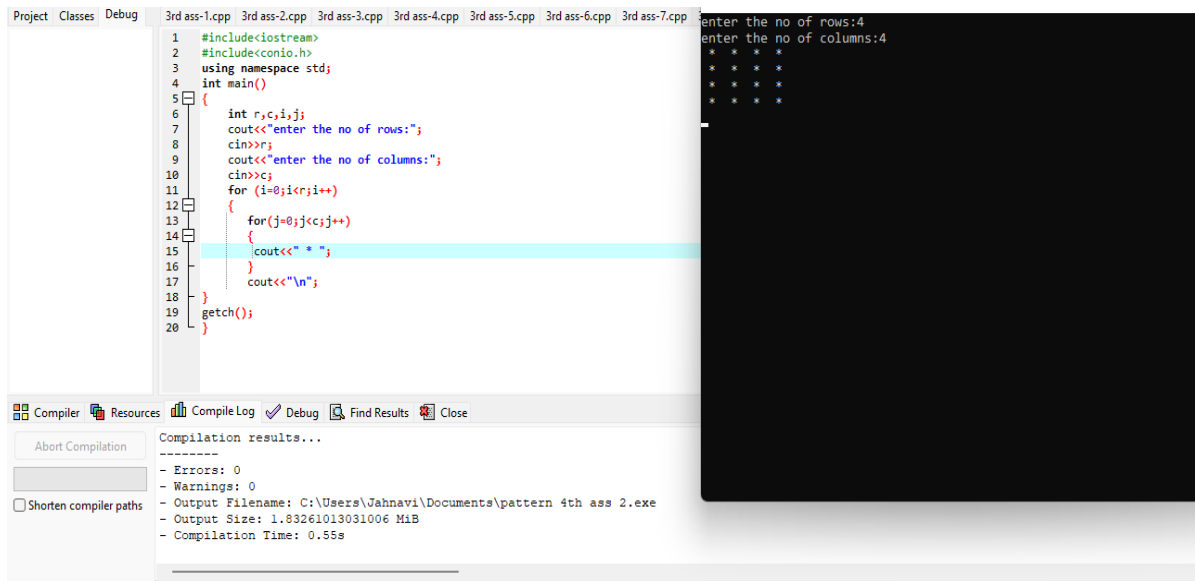 Project Classes Debug
3rd ass-1.cpp 3rd ass-2.cpp 3rd ass-3.cpp 3rd ass-4.cpp 3rd ass-5.cpp 3rd ass-6.cpp 3rd ass-7.cpp
1 #include<iostream>
2 #include<conio.h>
3 using namespace std;
4 int main()
5 {
6 int r,c,i,j;
7 cout<<"enter the no of rows:";
8 cin>>r;
9 cout<<"enter the no of columns:";
10 cin>>c;
11 for (i=0;i<r;i++)
12 {
13 for(j=0;j<c;j++)
14 {
15 cout<<" * ";
16 }
17 cout<<"\n";
18 }
19 getch();
20 }
enter the no of rows:4
enter the no of columns:4
* * * *
* * * *
* * * *
* * * *
Compiler Resources Compile Log Debug Find Results Close
Abort Compilation
Shorten compiler paths
Compilation results...
--------
- Errors: 0
- Warnings: 0
- Output Filename: C:\Users\Jahnavi\Documents\pattern 4th ass 2.exe
- Output Size: 1.83261013031006 MiB
- Compilation Time: 0.55s